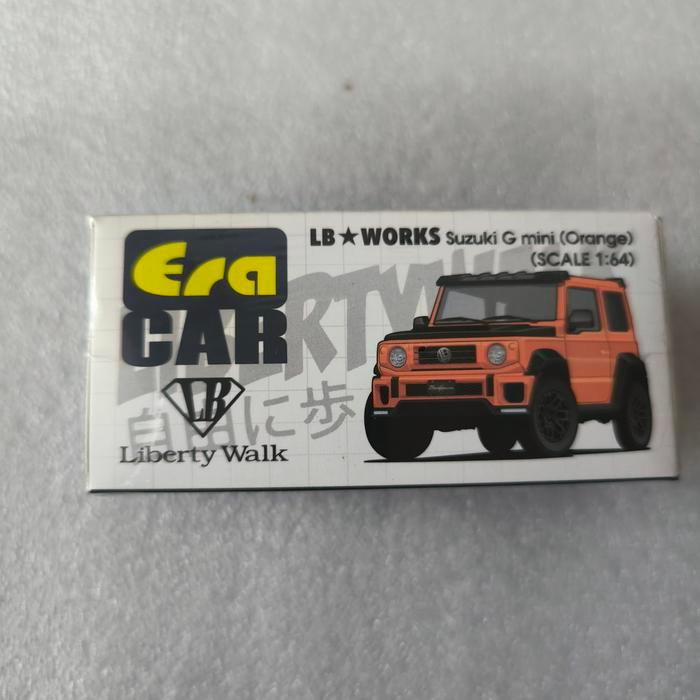 Era
CAR
LB
Liberty Walk
LB★WORKS Suzuki G mini (Orange)
(SCALE 1:64)
自由に歩